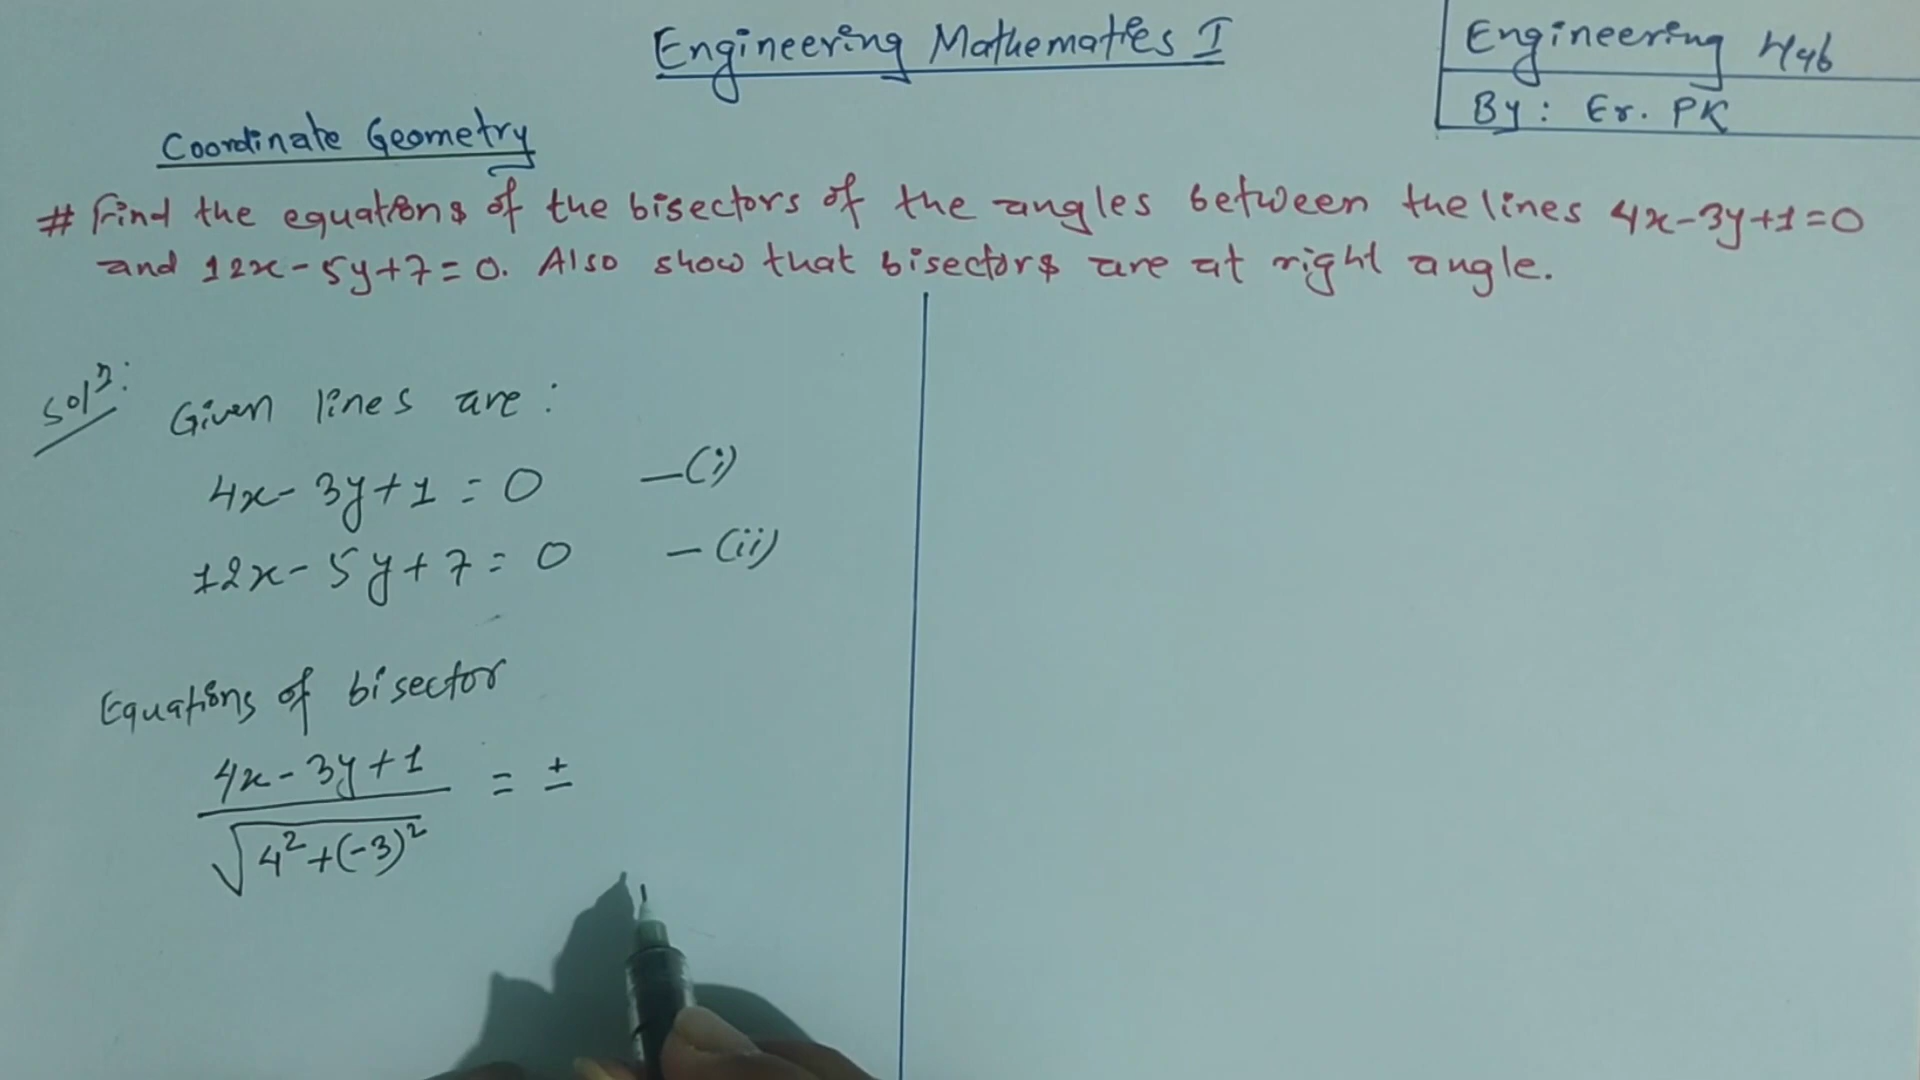 Engineering Mathematics I
Engineering Hub
By: Er. PK
Coordinate Geometry
# Find the equations of the bisectors of the angles between the lines 4x-3y+1=0
and 12x-5y+7=0. Also show that bisectors are at right angle.
Solⁿ:
Given lines are:
4x-3y+1=0 —(i)
12x-5y+7=0 —(ii)
Equations of bisector
4x-3y+1 = ±
√4²+(-3)²